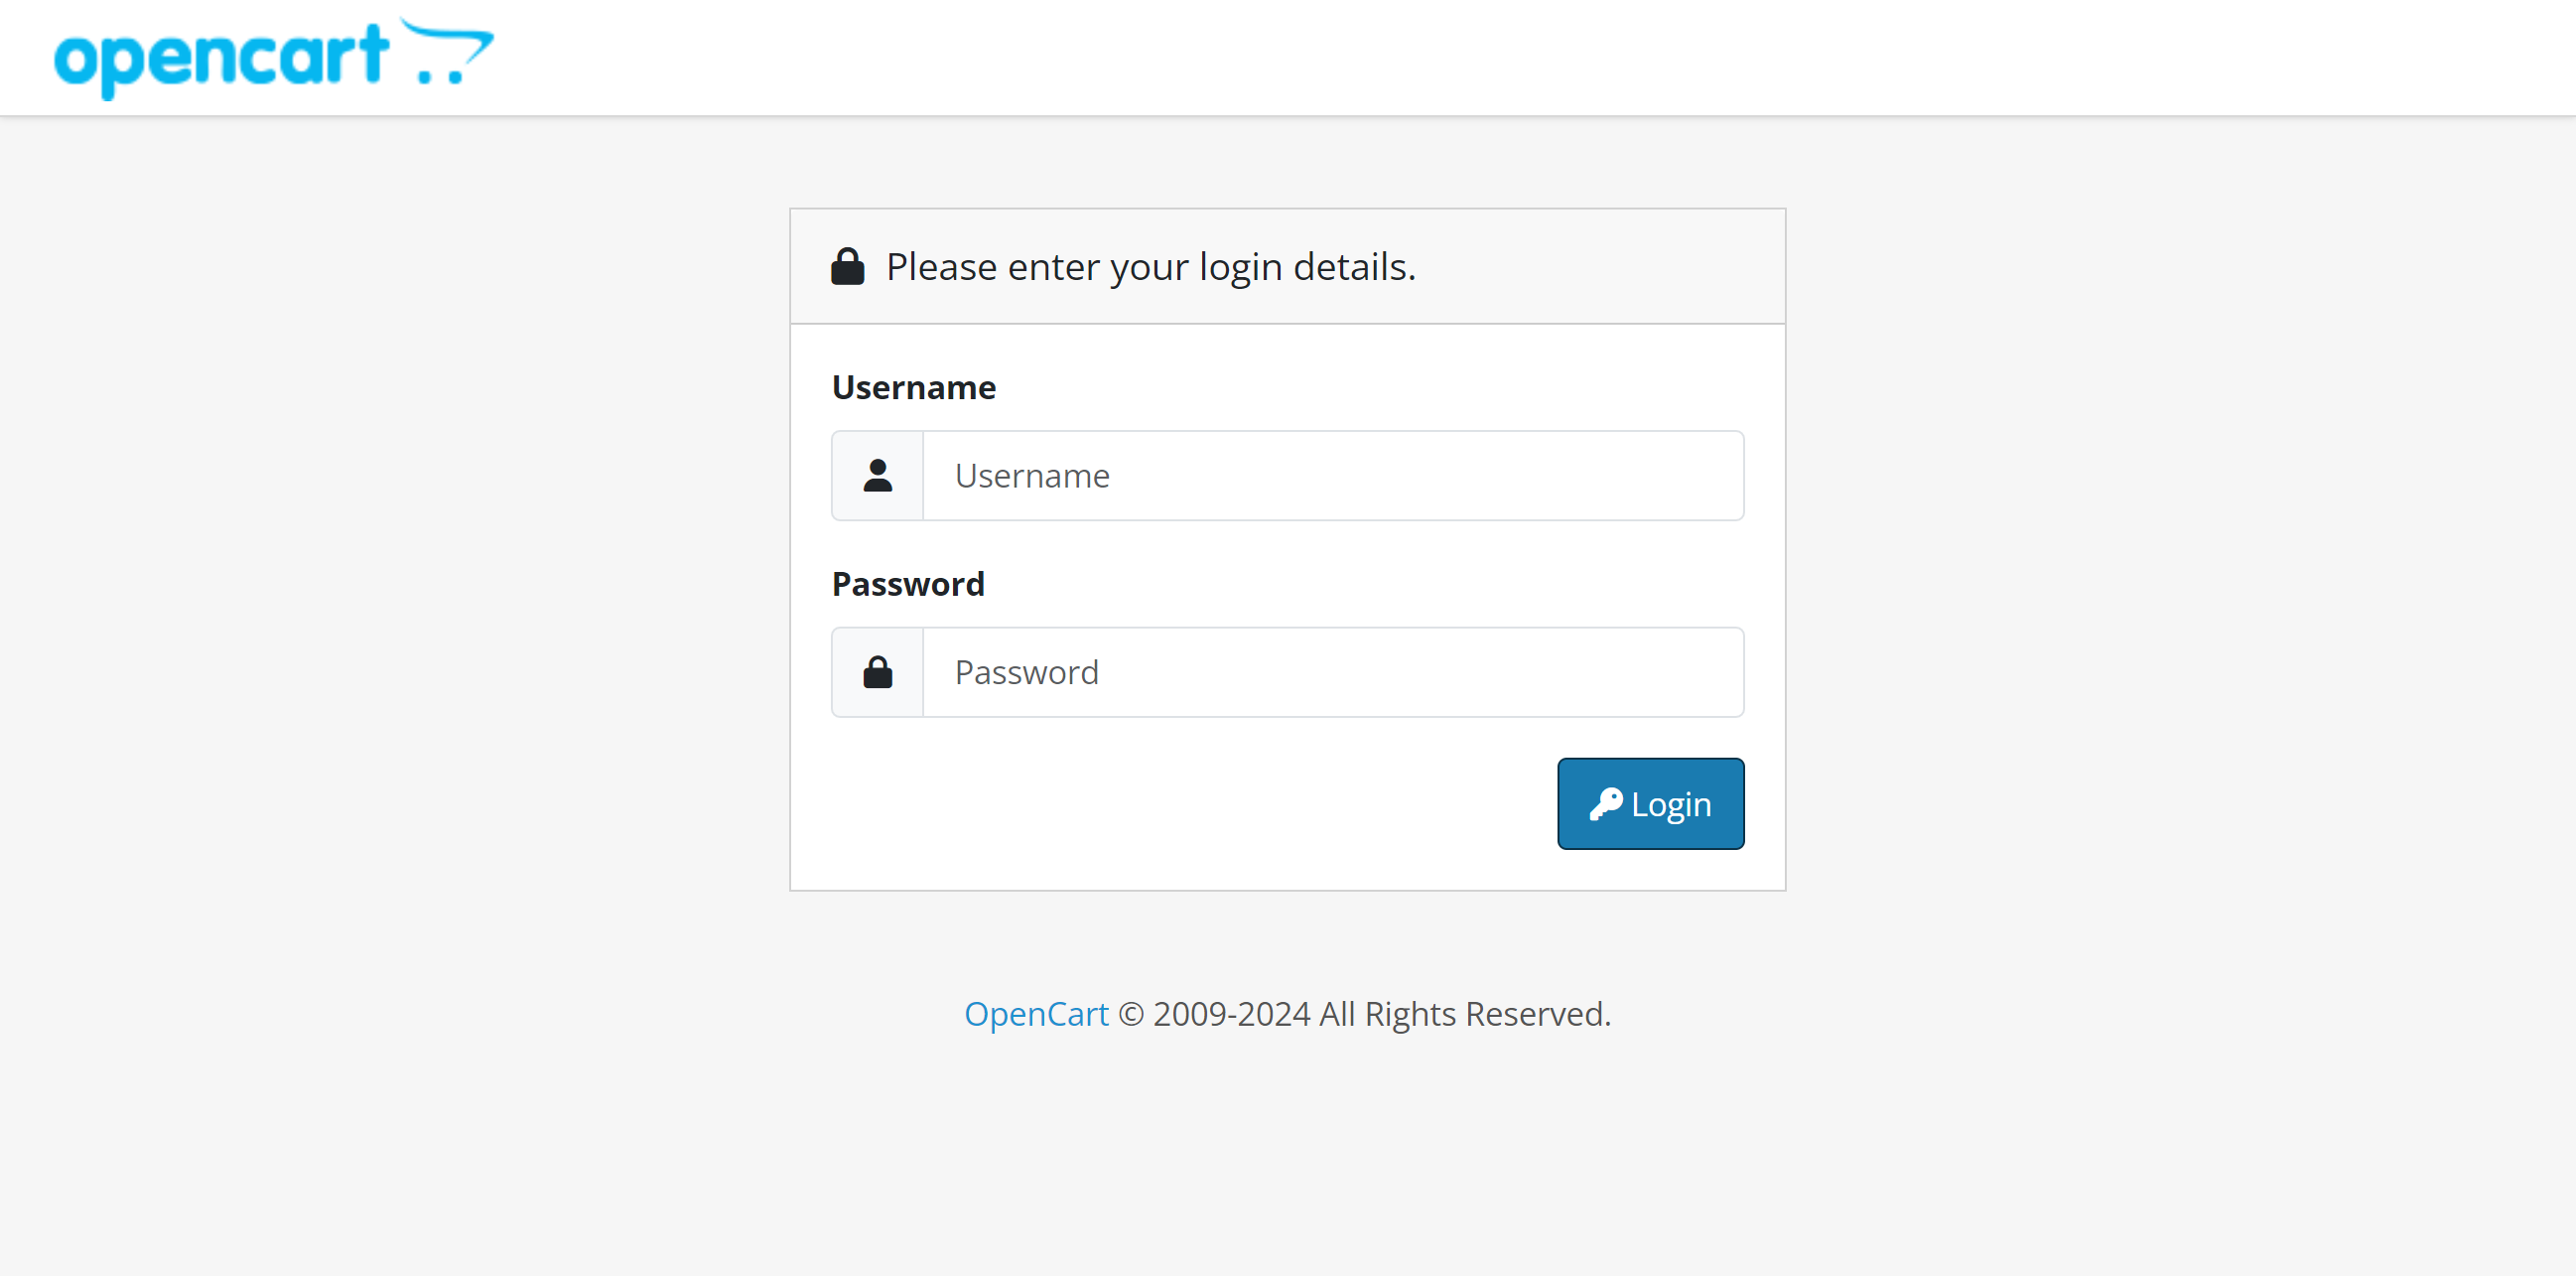 opencart
Please enter your login details.
Username
Username
Password
Password
Login
OpenCart © 2009-2024 All Rights Reserved.